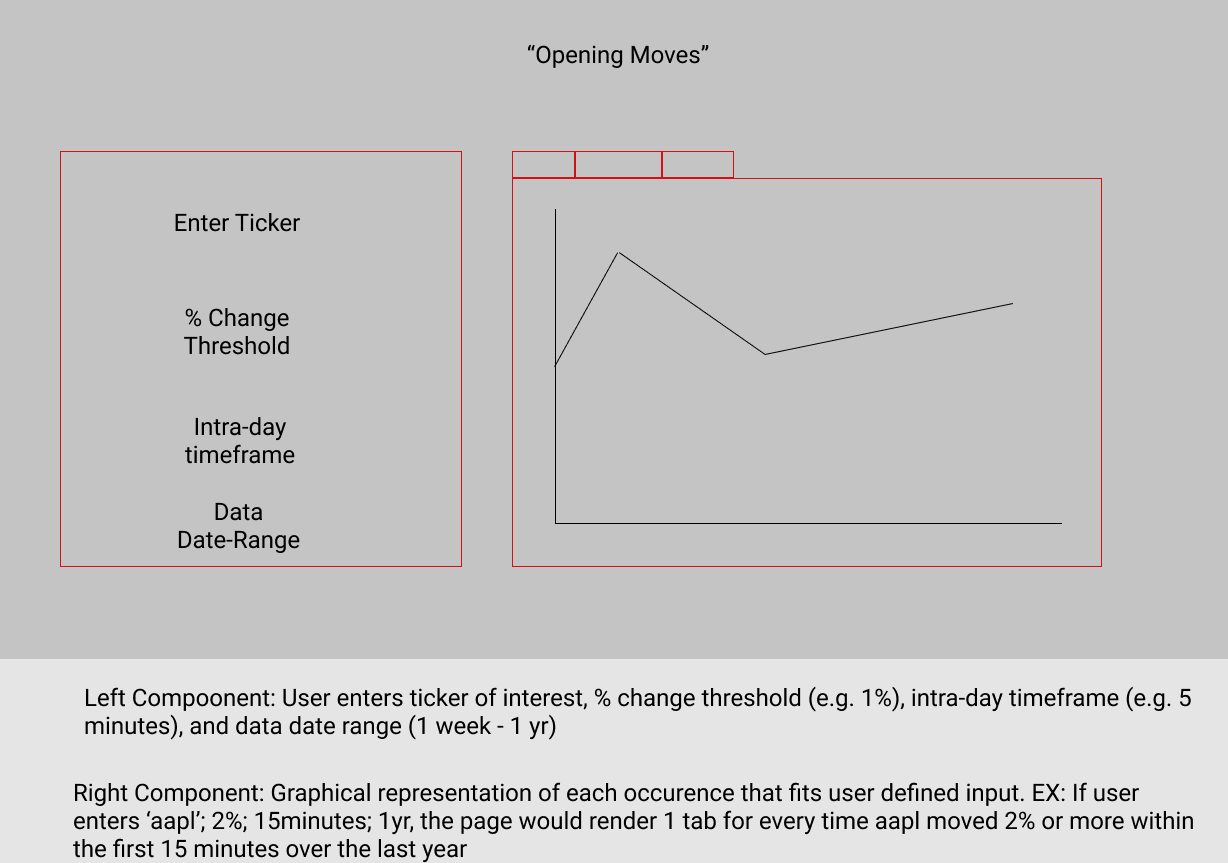 “Opening Moves”
Enter Ticker
% Change
Threshold
Intra-day
timeframe
Data
Date-Range
Left Compoonent: User enters ticker of interest, % change threshold (e.g. 1%), intra-day timeframe (e.g. 5
minutes), and data date range (1 week - 1 yr)
Right Component: Graphical representation of each occurence that fits user defined input. EX: If user
enters ‘aapl’; 2%; 15minutes; 1yr, the page would render 1 tab for every time aapl moved 2% or more within
the first 15 minutes over the last year